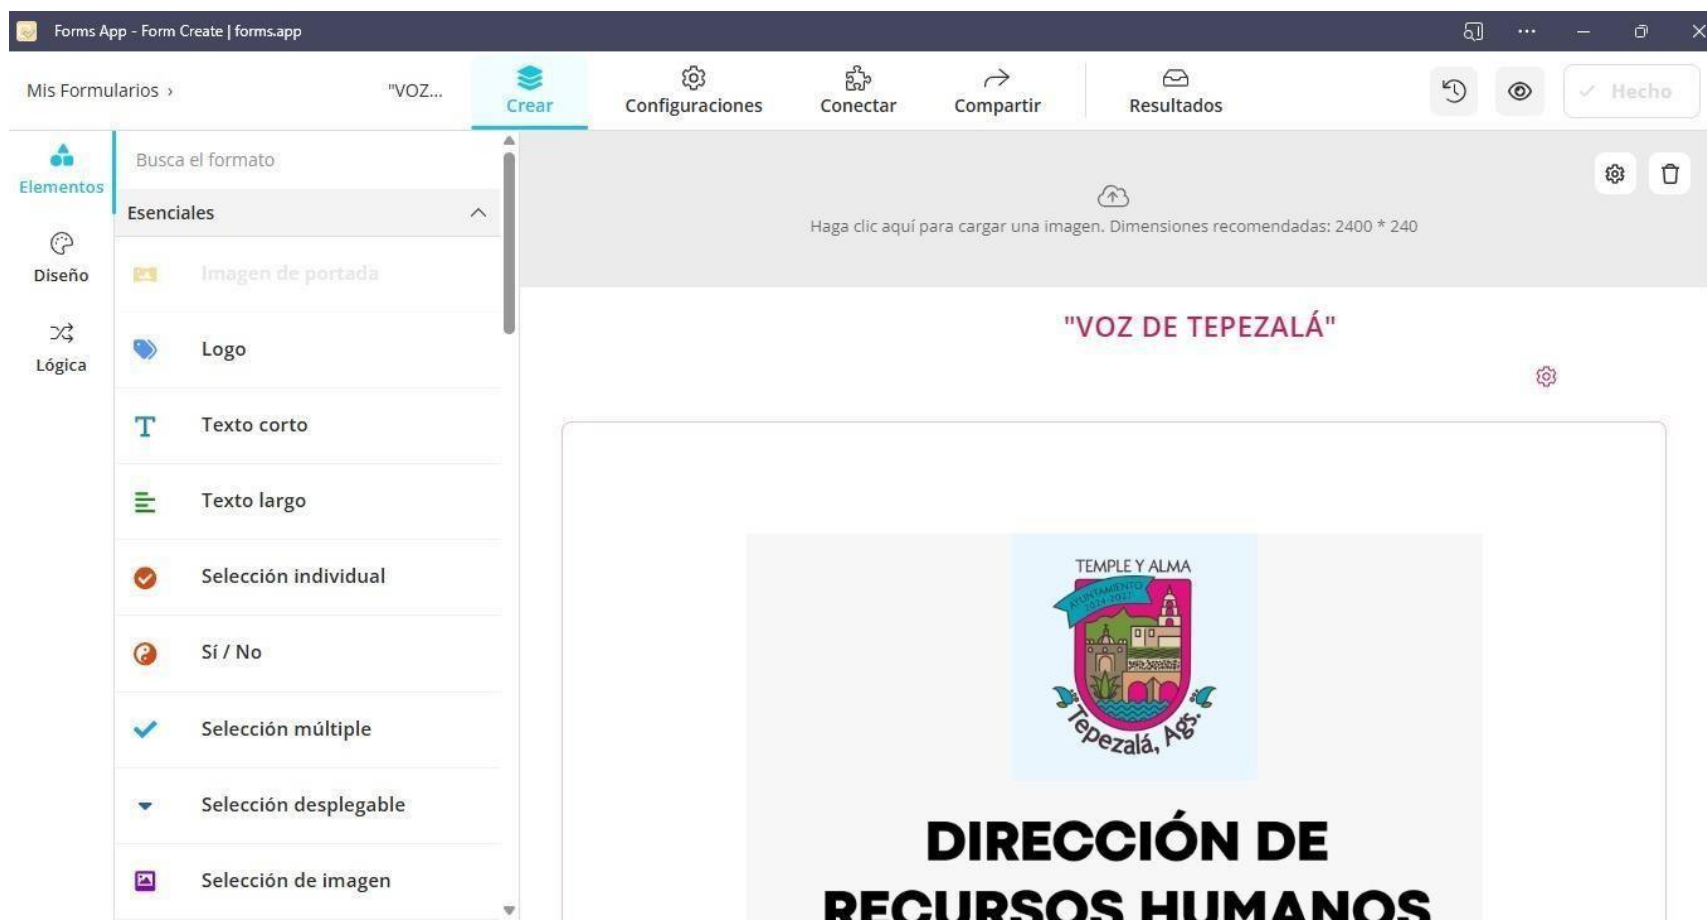 Forms App - Form Create | forms.app
Mis Formularios ›
"VOZ...
Crear
Configuraciones
Conectar
Compartir
Resultados
Hecho
Elementos
Diseño
Lógica
Busca el formato
Esenciales
Imagen de portada
Logo
Texto corto
Texto largo
Selección individual
Sí / No
Selección múltiple
Selección desplegable
Selección de imagen
Haga clic aquí para cargar una imagen. Dimensiones recomendadas: 2400 * 240
"VOZ DE TEPEZALÁ"
TEMPLE Y ALMA
AYUNTAMIENTO
2024-2027
Tepezalá, Ags.
DIRECCIÓN DE
RECURSOS HUMANOS